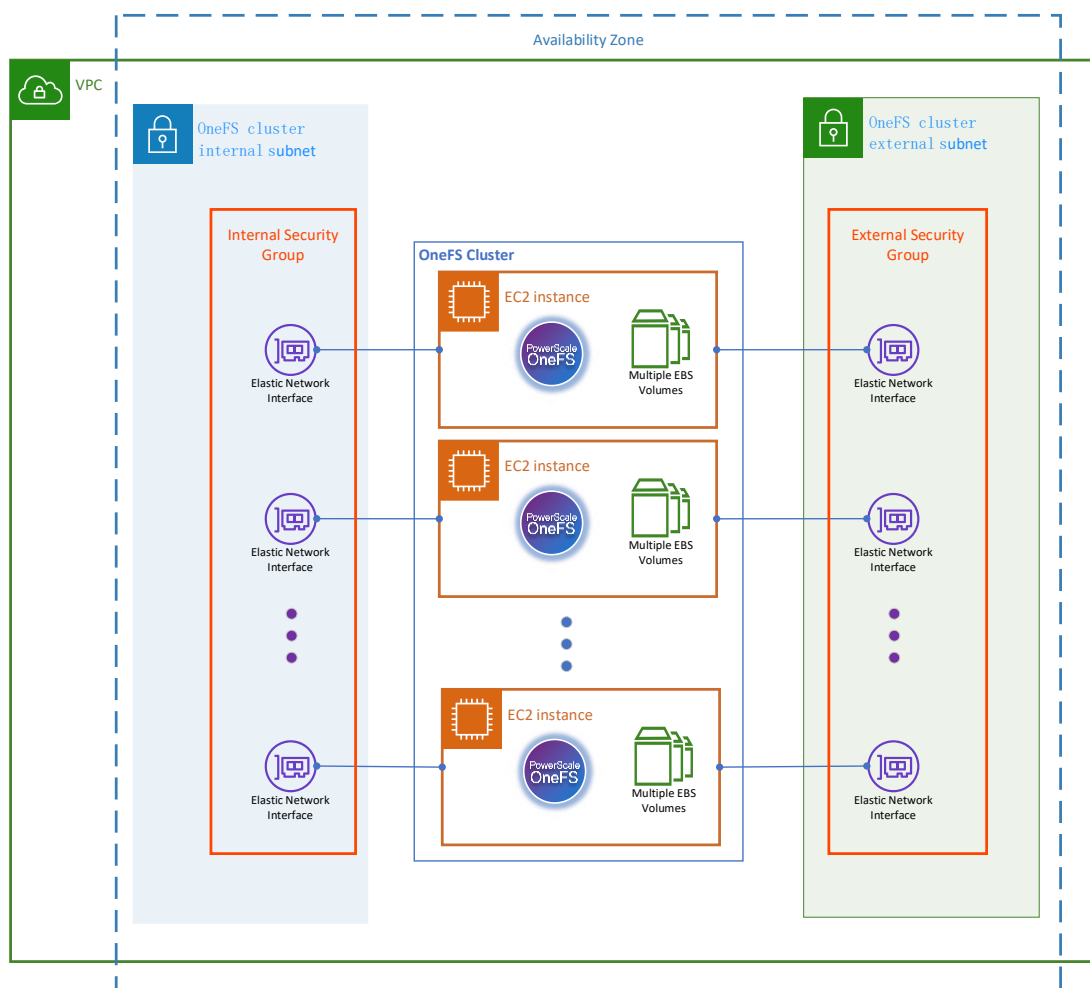 Availability Zone
VPC
OneFS cluster
internal subnet
OneFS cluster
external subnet
Internal Security
Group
External Security
Group
OneFS Cluster
EC2 instance
PowerScale
OneFS
Multiple EBS
Volumes
Elastic Network
Interface
Elastic Network
Interface
EC2 instance
PowerScale
OneFS
Multiple EBS
Volumes
Elastic Network
Interface
Elastic Network
Interface
EC2 instance
PowerScale
OneFS
Multiple EBS
Volumes
Elastic Network
Interface
Elastic Network
Interface